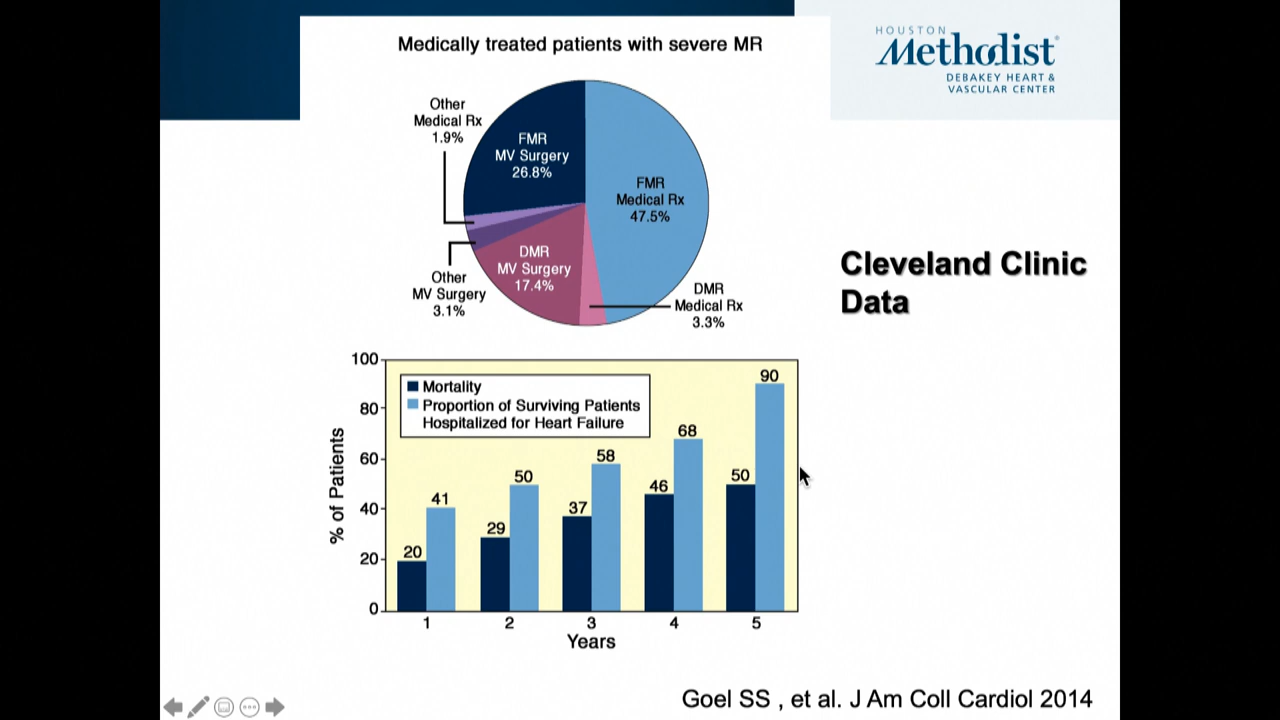 Medically treated patients with severe MR
HOUSTON
Methodist
DEBAKEY HEART &
VASCULAR CENTER
Other
Medical Rx
1.9%
FMR
MV Surgery
26.8%
FMR
Medical Rx
47.5%
DMR
MV Surgery
17.4%
Other
MV Surgery
3.1%
DMR
Medical Rx
3.3%
Cleveland Clinic
Data
% of Patients
100
80
60
40
20
0
Mortality
Proportion of Surviving Patients
Hospitalized for Heart Failure
20
41
29
50
37
58
46
68
50
90
1
2
3
4
5
Years
Goel SS , et al. J Am Coll Cardiol 2014